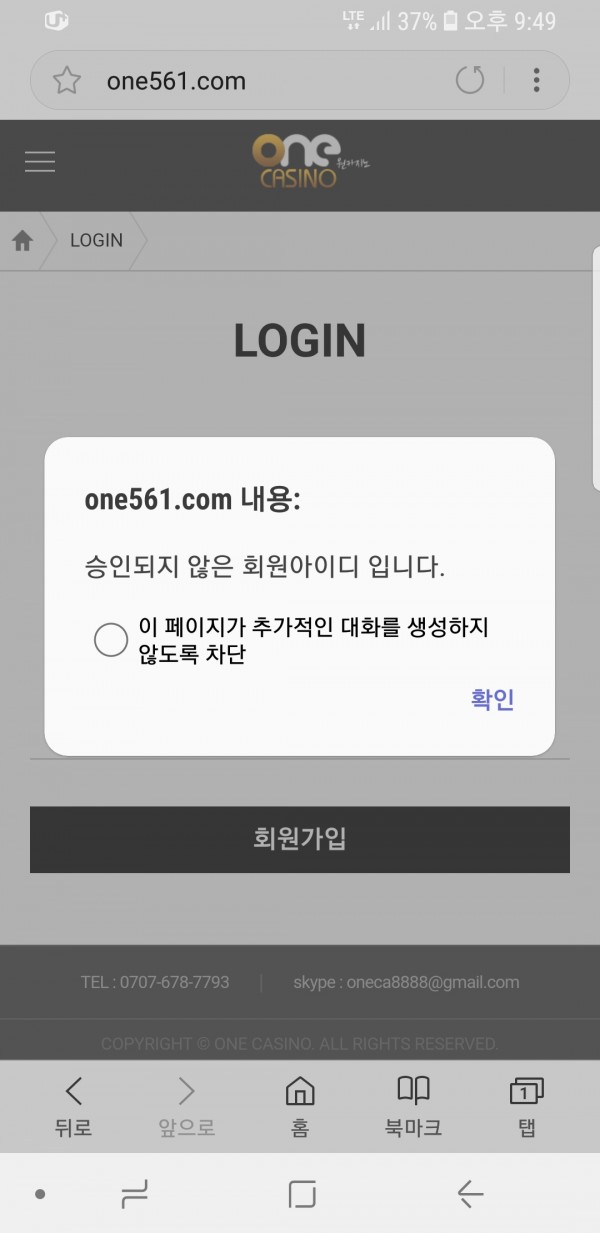 LTE 37% 오후 9:49
one561.com
one 원카지노
CASINO
LOGIN
LOGIN
one561.com 내용:
승인되지 않은 회원아이디 입니다.
이 페이지가 추가적인 대화를 생성하지
않도록 차단
확인
회원가입
TEL : 0707-678-7793 | skype : oneca8888@gmail.com
COPYRIGHT © ONE CASINO. ALL RIGHTS RESERVED.
1
뒤로 앞으로 홈 북마크 탭